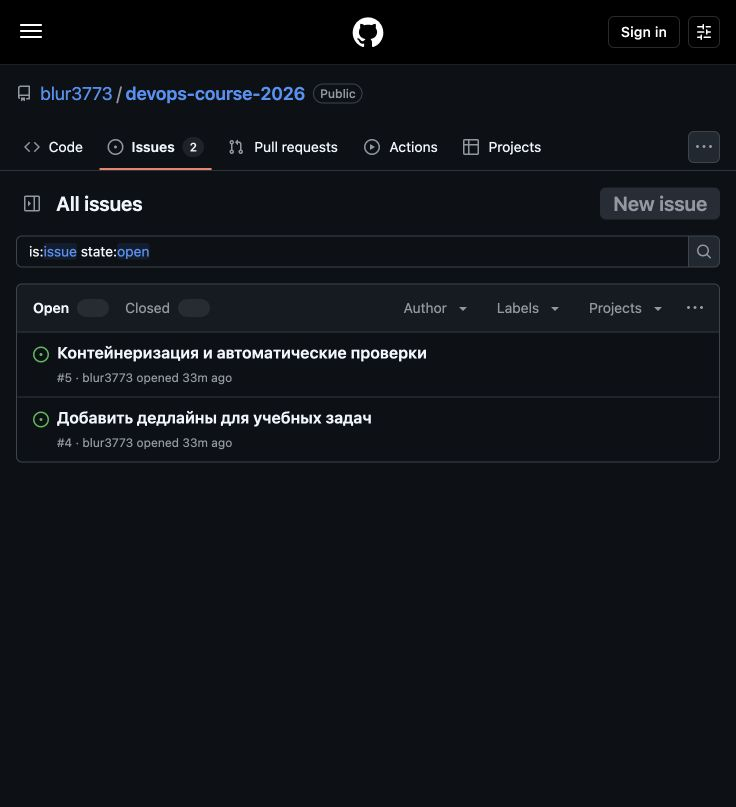 Sign in
blur3773 / devops-course-2026 Public
Code Issues 2 Pull requests Actions Projects
All issues New issue
is:issue state:open
Open Closed Author Labels Projects
Контейнеризация и автоматические проверки
#5 · blur3773 opened 33m ago
Добавить дедлайны для учебных задач
#4 · blur3773 opened 33m ago